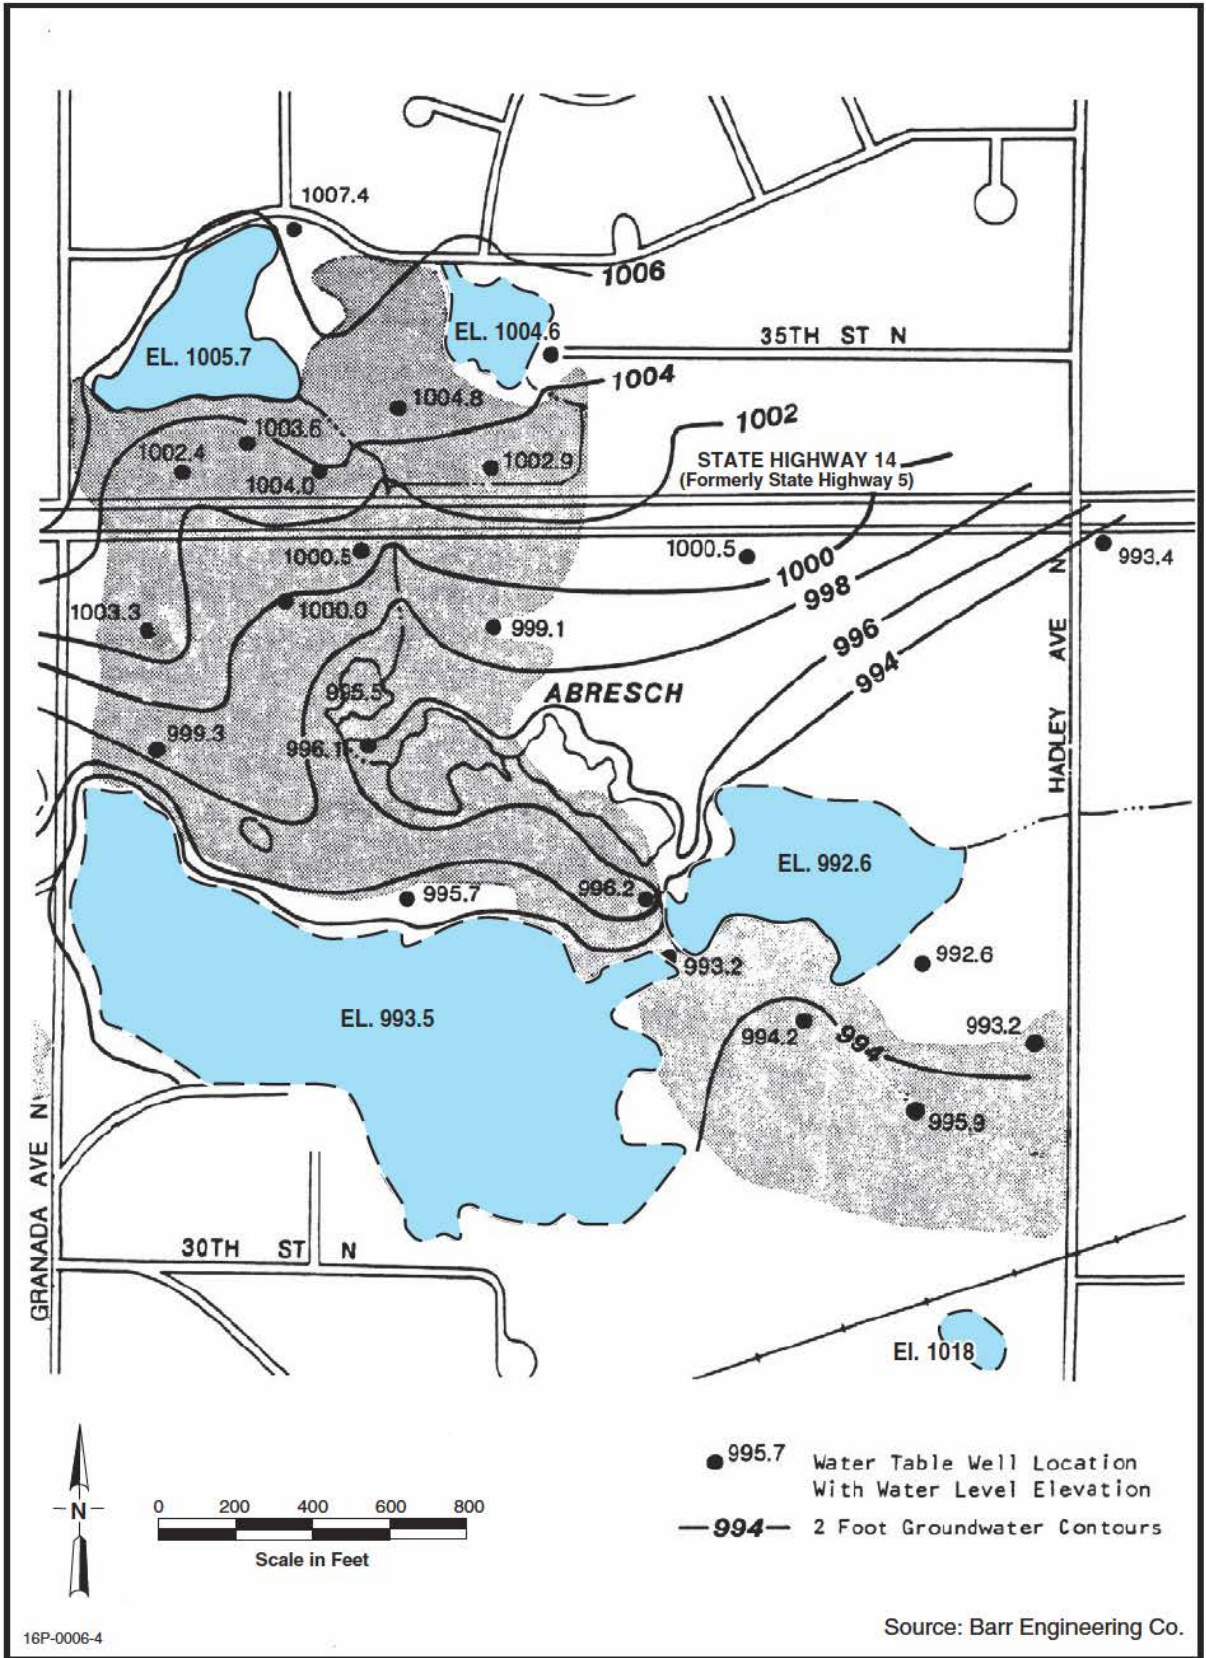 1007.4
1006
EL. 1004.6
EL. 1005.7
35TH ST N
1004
1004.8
1002
1003.6
1002.4
1002.9
STATE HIGHWAY 14
(Formerly State Highway 5)
1004.0
1000.5
1000.5
993.4
1000
998
N
1003.3
1000.0
999.1
996
994
AVE
HADLEY
995.5
ABRESCH
999.3
996.1
EL. 992.6
995.7
996.2
992.6
993.2
EL. 993.5
994.2
994
993.2
995.9
GRANADA AVE N
30TH ST N
El. 1018
N
0 200 400 600 800
Scale in Feet
995.7 Water Table Well Location
With Water Level Elevation
994 2 Foot Groundwater Contours
16P-0006-4
Source: Barr Engineering Co.